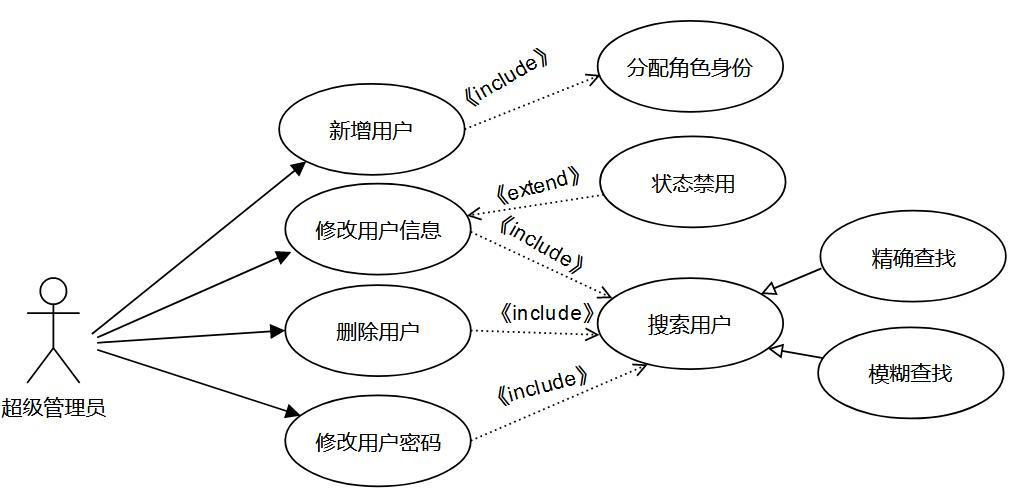 分配角色身份
《include》
新增用户
状态禁用
《extend》
修改用户信息
《include》
精确查找
删除用户
《include》
搜索用户
模糊查找
《include》
超级管理员
修改用户密码